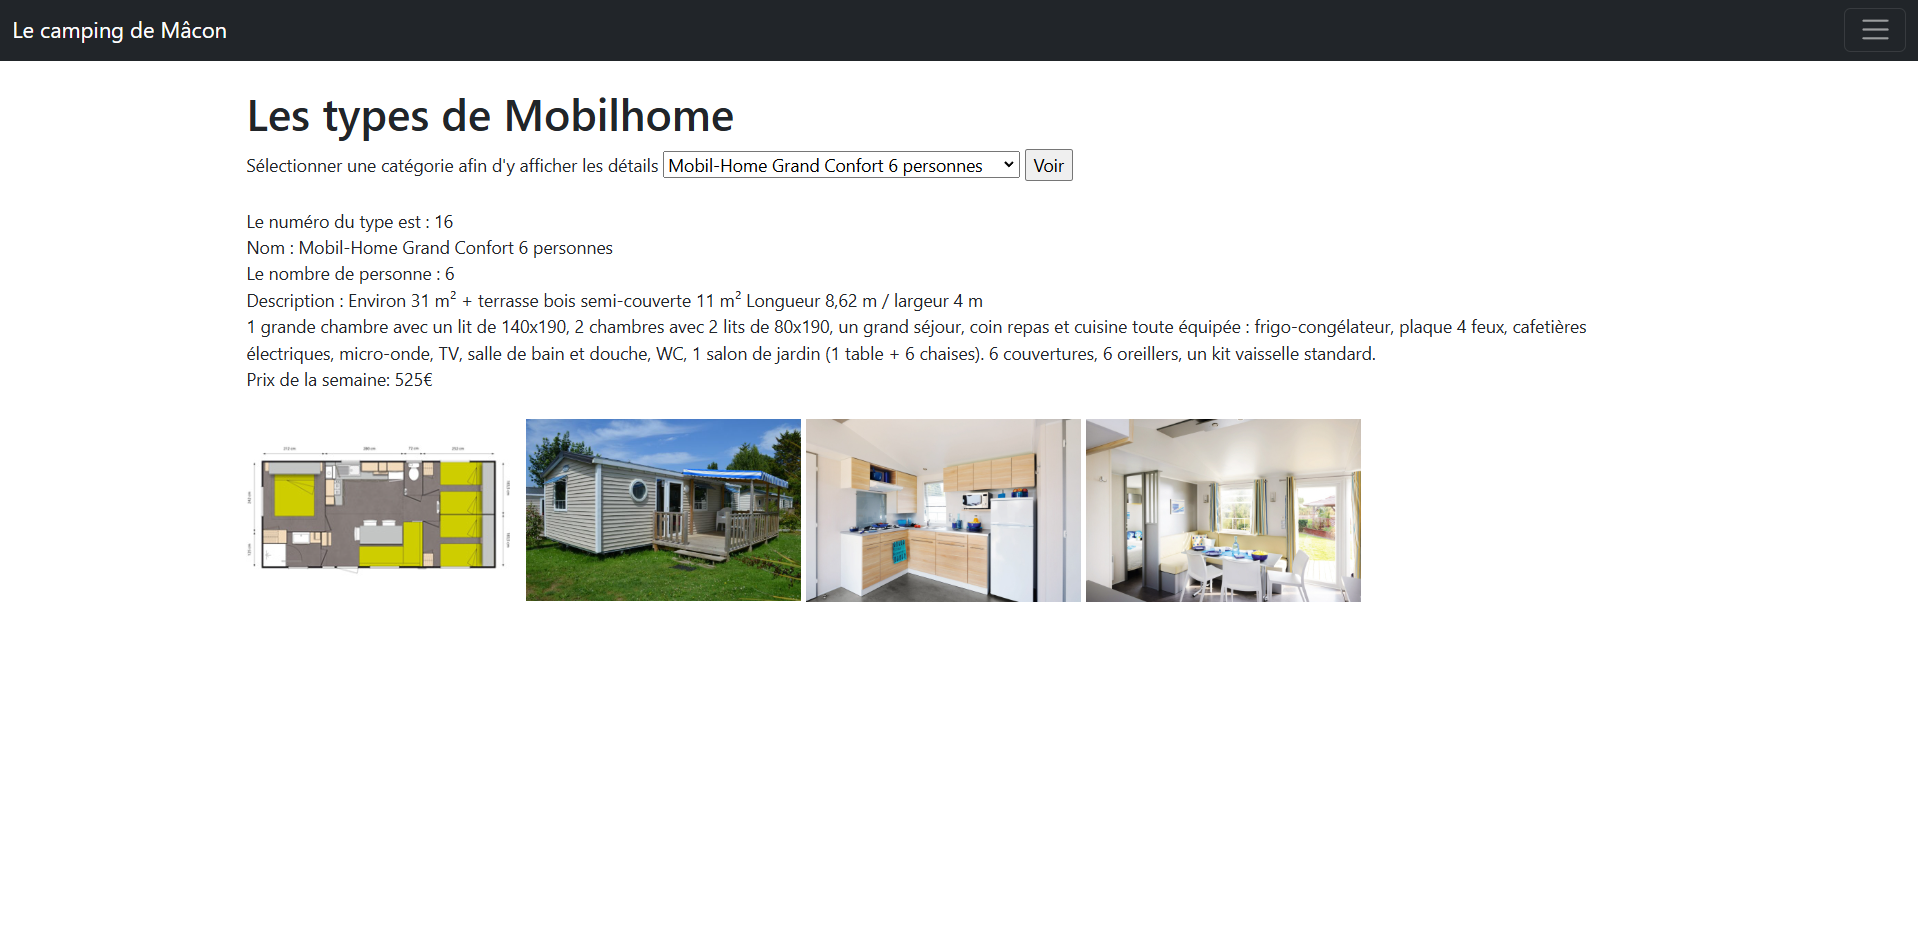 Le camping de Mâcon
Les types de Mobilhome
Sélectionner une catégorie afin d'y afficher les détails Mobil-Home Grand Confort 6 personnes Voir
Le numéro du type est : 16
Nom : Mobil-Home Grand Confort 6 personnes
Le nombre de personne : 6
Description : Environ 31 m² + terrasse bois semi-couverte 11 m² Longueur 8,62 m / largeur 4 m
1 grande chambre avec un lit de 140x190, 2 chambres avec 2 lits de 80x190, un grand séjour, coin repas et cuisine toute équipée : frigo-congélateur, plaque 4 feux, cafetières
électriques, micro-onde, TV, salle de bain et douche, WC, 1 salon de jardin (1 table + 6 chaises). 6 couvertures, 6 oreillers, un kit vaisselle standard.
Prix de la semaine: 525€